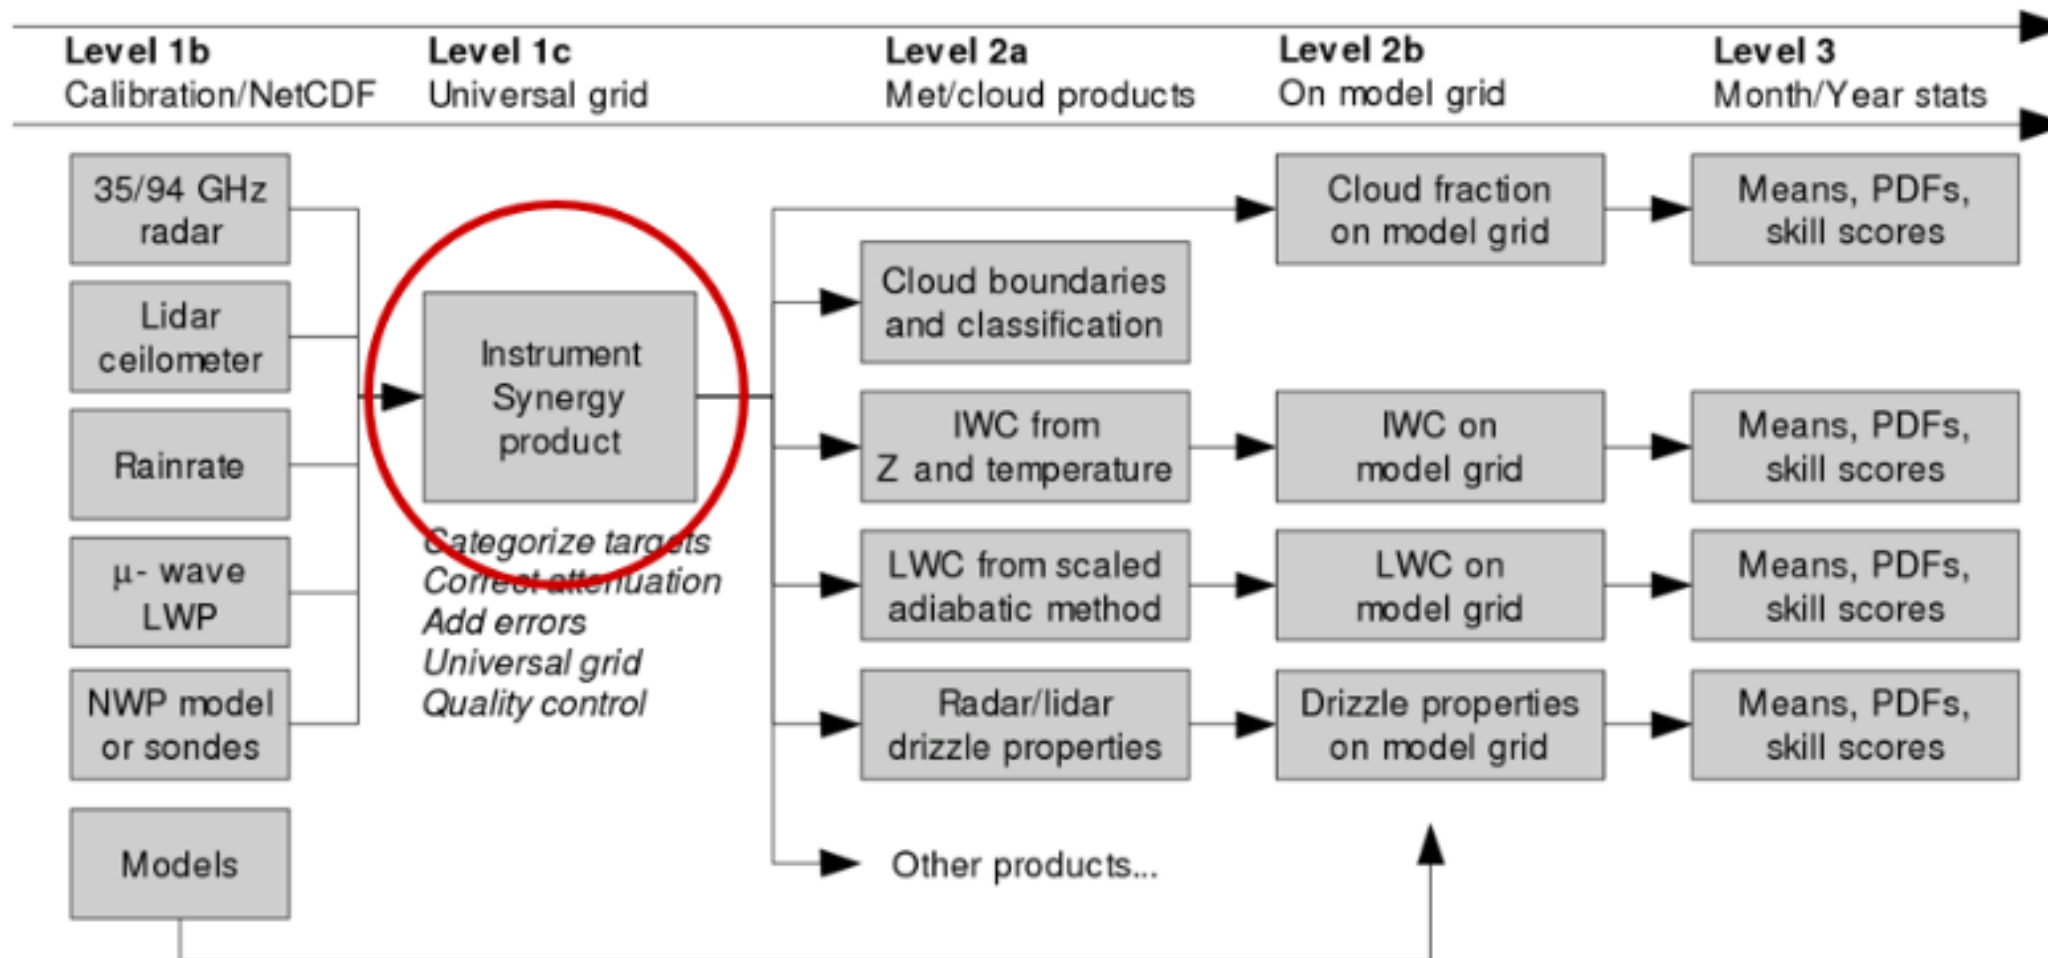 Level 1b
Calibration/NetCDF
Level 1c
Universal grid
Level 2a
Met/cloud products
Level 2b
On model grid
Level 3
Month/Year stats
35/94 GHz
radar
Lidar
ceilometer
Rainrate
μ- wave
LWP
NWP model
or sondes
Models
Instrument
Synergy
product
Categorize targets
Correct attenuation
Add errors
Universal grid
Quality control
Cloud boundaries
and classification
IWC from
Z and temperature
LWC from scaled
adiabatic method
Radar/lidar
drizzle properties
Other products...
Cloud fraction
on model grid
IWC on
model grid
LWC on
model grid
Drizzle properties
on model grid
Means, PDFs,
skill scores
Means, PDFs,
skill scores
Means, PDFs,
skill scores
Means, PDFs,
skill scores